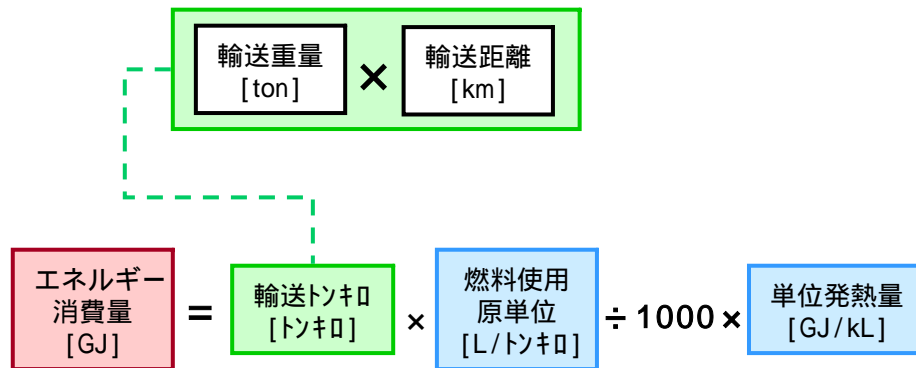 輸送重量
[ton]
×
輸送距離
[km]
エネルギー
消費量
[GJ]
=
輸送ﾄﾝｷﾛ
[ﾄﾝｷﾛ]
×
燃料使用
原単位
[L/ﾄﾝｷﾛ]
÷1000×
単位発熱量
[GJ/kL]